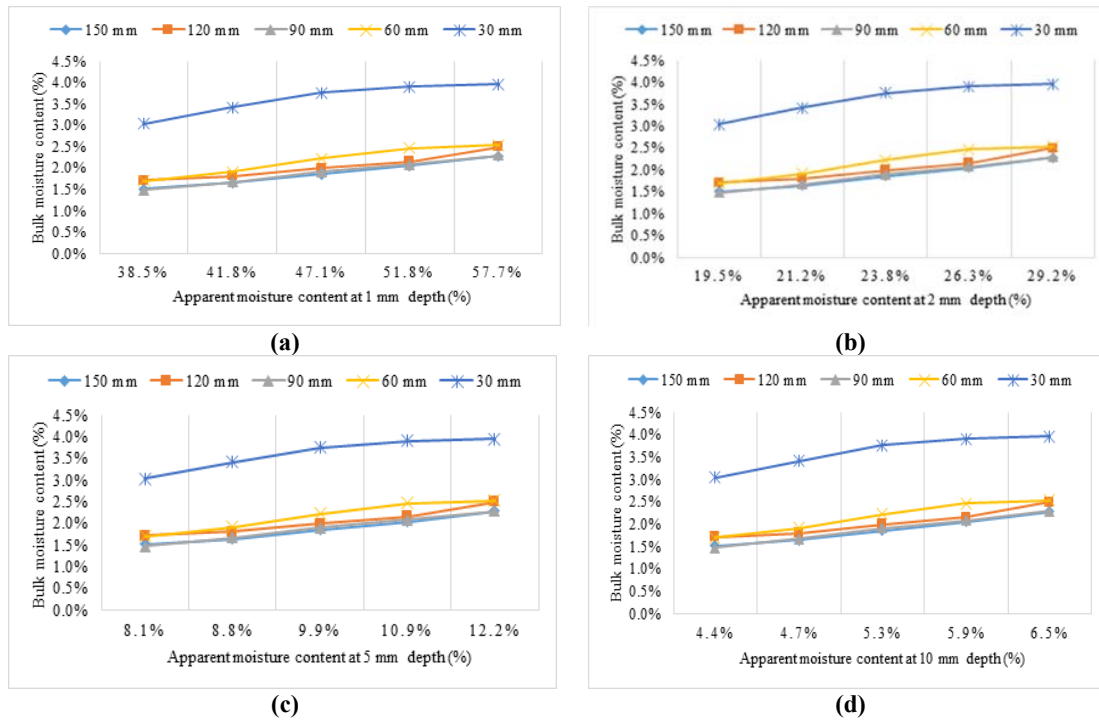 150 mm 120 mm 90 mm 60 mm 30 mm
4.5%
4.0%
3.5%
3.0%
2.5%
2.0%
1.5%
1.0%
0.5%
0.0%
Bulk moisture content (%)
38.5% 41.8% 47.1% 51.8% 57.7%
Apparent moisture content at 1 mm depth (%)
(a)
150 mm 120 mm 90 mm 60 mm 30 mm
4.5%
4.0%
3.5%
3.0%
2.5%
2.0%
1.5%
1.0%
0.5%
0.0%
Bulk moisture content (%)
19.5% 21.2% 23.8% 26.3% 29.2%
Apparent moisture content at 2 mm depth (%)
(b)
150 mm 120 mm 90 mm 60 mm 30 mm
4.5%
4.0%
3.5%
3.0%
2.5%
2.0%
1.5%
1.0%
0.5%
0.0%
Bulk moisture content (%)
8.1% 8.8% 9.9% 10.9% 12.2%
Apparent moisture content at 5 mm depth (%)
(c)
150 mm 120 mm 90 mm 60 mm 30 mm
4.5%
4.0%
3.5%
3.0%
2.5%
2.0%
1.5%
1.0%
0.5%
0.0%
Bulk moisture content (%)
4.4% 4.7% 5.3% 5.9% 6.5%
Apparent moisture content at 10 mm depth (%)
(d)